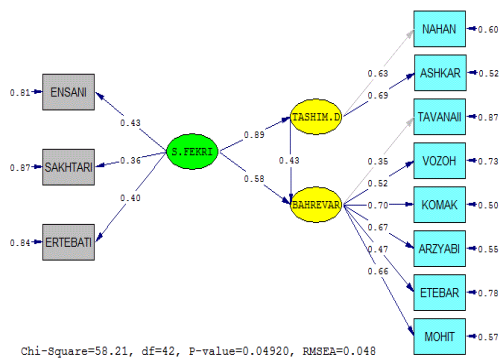 NAHAN
0.60
ASHKAR
0.52
TAVANAII
0.87
VOZOH
0.73
KOMAK
0.50
ARZYABI
0.55
ETEBAR
0.78
MOHIT
0.57
0.81
ENSANI
0.87
SAKHTARI
0.84
ERTEBATI
S.FEKRI
TASHIM.D
BAHREVAR
0.43
0.36
0.40
0.89
0.58
0.43
0.63
0.69
0.35
0.52
0.70
0.67
0.47
0.66
Chi-Square=58.21, df=42, P-value=0.04920, RMSEA=0.048